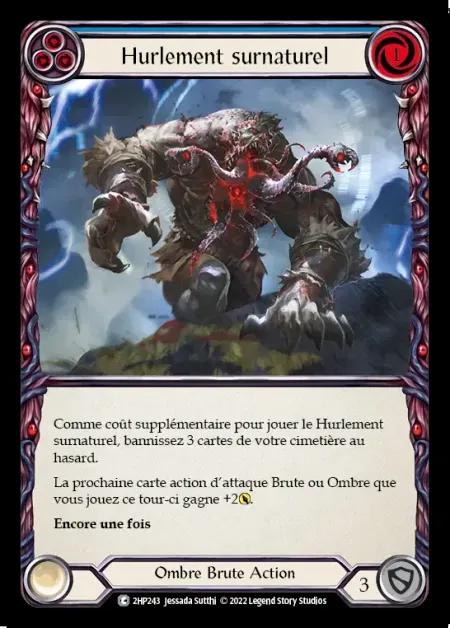 Hurlement surnaturel
1
Comme coût supplémentaire pour jouer le Hurlement
surnaturel, bannissez 3 cartes de votre cimetière au
hasard.
La prochaine carte action d'attaque Brute ou Ombre que
vous jouez ce tour-ci gagne +2.
Encore une fois
Ombre Brute Action
3
C 2HP243 Jessada Sutthi © 2022 Legend Story Studios